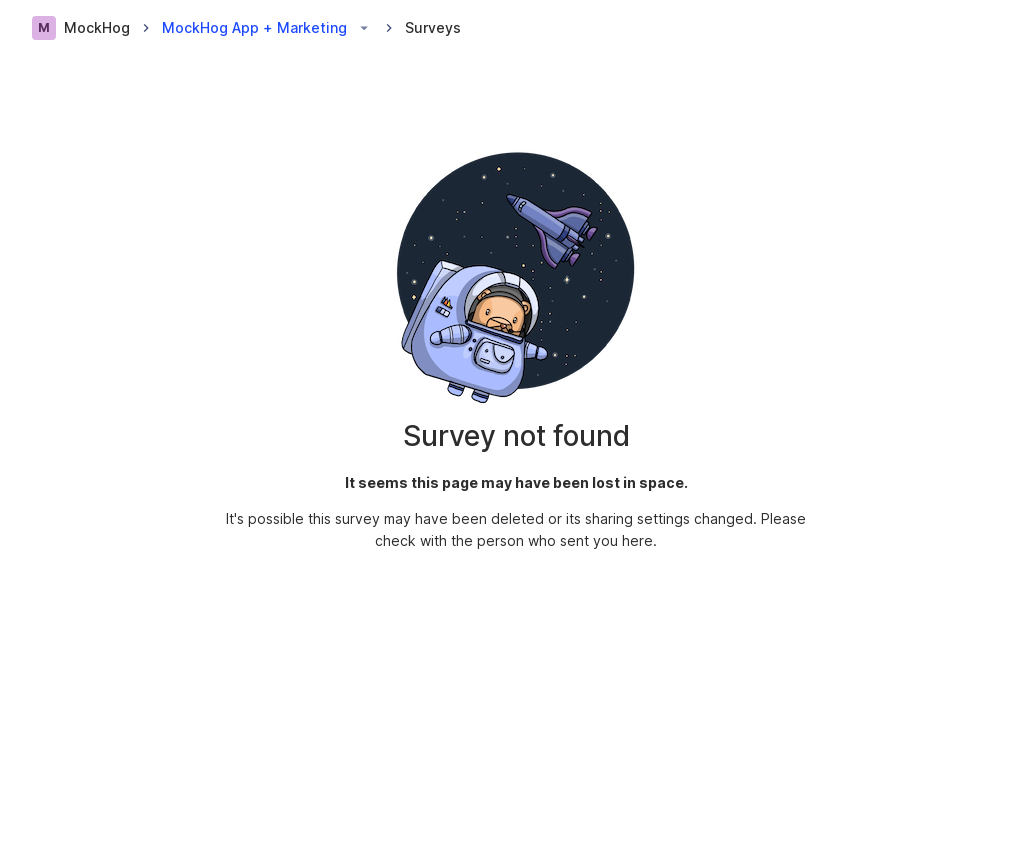 M MockHog MockHog App + Marketing Surveys
Survey not found
It seems this page may have been lost in space.
It's possible this survey may have been deleted or its sharing settings changed. Please
check with the person who sent you here.